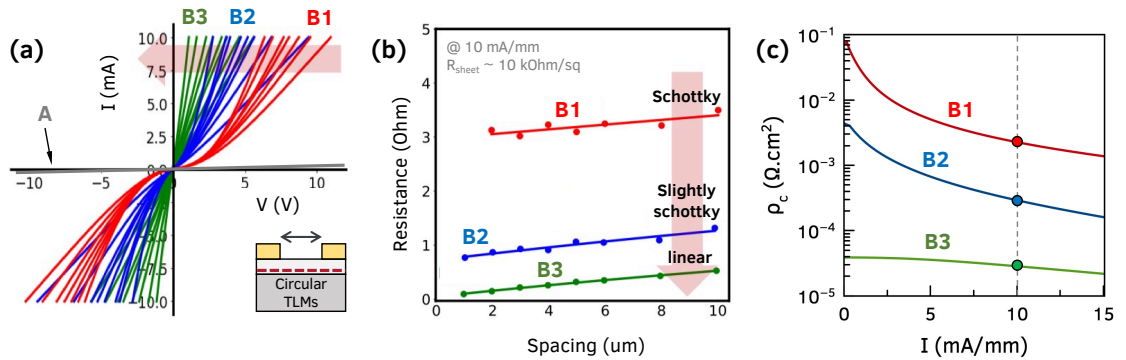 (a)
B3
B2
B1
10.0
7.5
5.0
2.5
0.0
−10
−5
0
5
10
−2.5
−5.0
−7.5
−10.0
I (mA)
V (V)
A
Circular
TLMs
(b)
@ 10 mA/mm
Rsheet ~ 10 kOhm/sq
B1
Schottky
Slightly
schottky
B2
B3
linear
5
4
3
2
1
0
2
4
6
8
10
Resistance (Ohm)
Spacing (um)
(c)
10⁻¹
10⁻²
10⁻³
10⁻⁴
10⁻⁵
B1
B2
B3
0
5
10
15
ρc (Ω.cm2)
I (mA/mm)